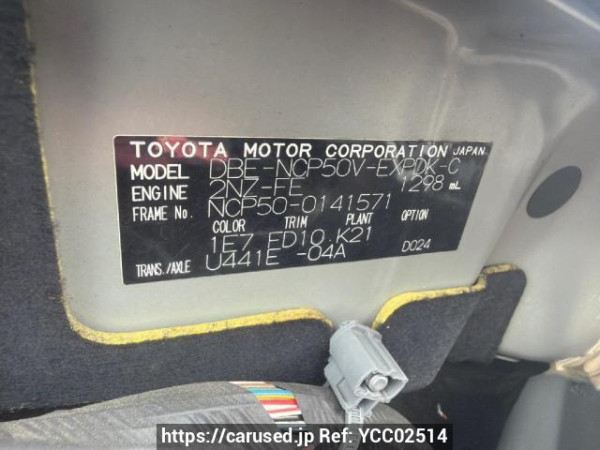 TOYOTA MOTOR CORPORATION JAPAN
MODEL DBE-NCP50V-EXPDK-C
ENGINE 2NZ-FE 1298 mL
FRAME No. NCP50-0141571
COLOR TRIM PLANT OPTION
1E7 ED10 K21
TRANS./AXLE U441E -04A D024
https://carused.jp Ref: YCC02514